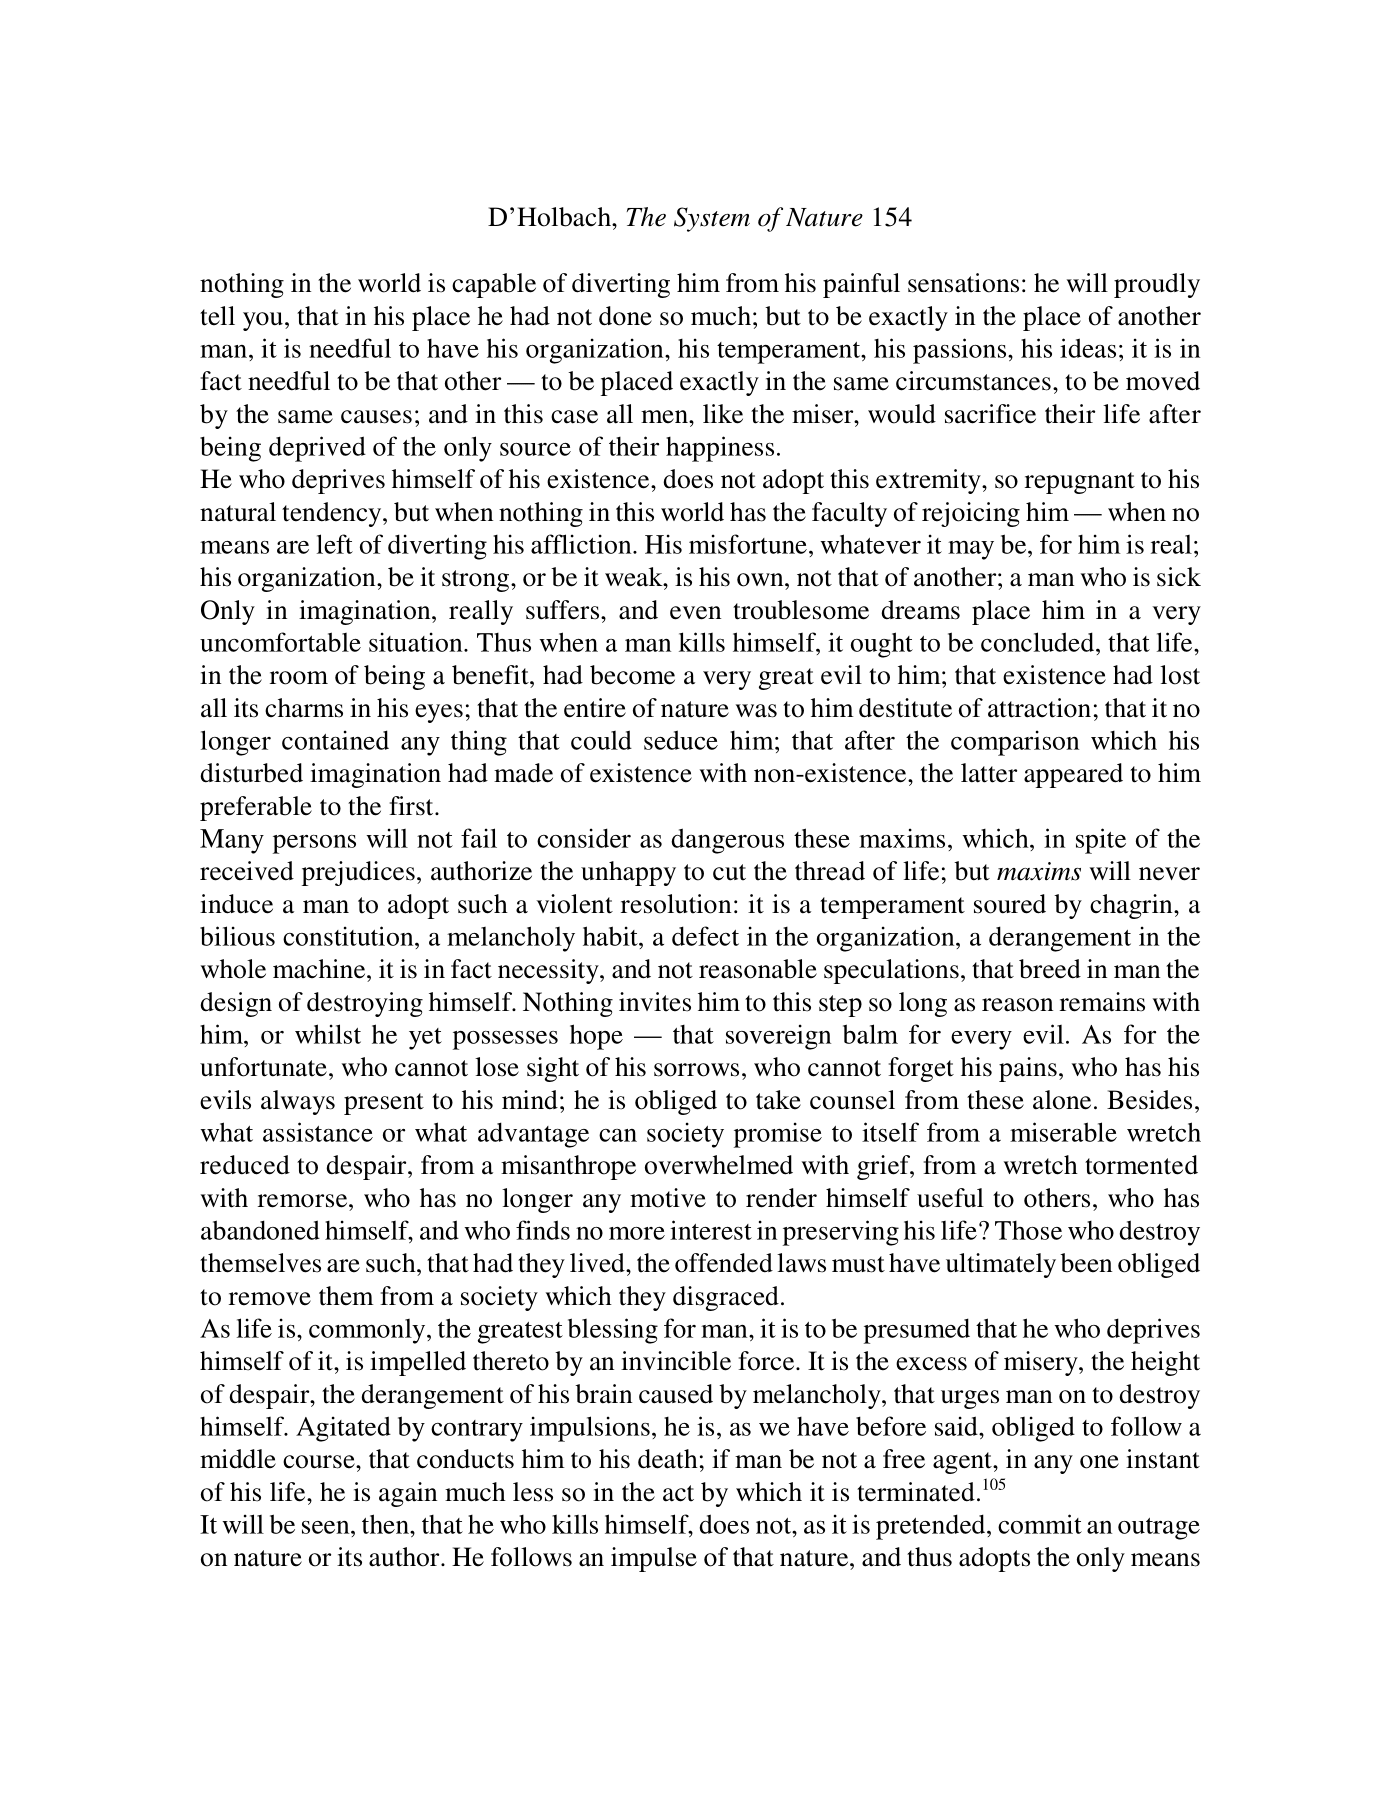 D’Holbach, The System of Nature 154
nothing in the world is capable of diverting him from his painful sensations: he will proudly
tell you, that in his place he had not done so much; but to be exactly in the place of another
man, it is needful to have his organization, his temperament, his passions, his ideas; it is in
fact needful to be that other — to be placed exactly in the same circumstances, to be moved
by the same causes; and in this case all men, like the miser, would sacrifice their life after
being deprived of the only source of their happiness.
He who deprives himself of his existence, does not adopt this extremity, so repugnant to his
natural tendency, but when nothing in this world has the faculty of rejoicing him — when no
means are left of diverting his affliction. His misfortune, whatever it may be, for him is real;
his organization, be it strong, or be it weak, is his own, not that of another; a man who is sick
Only in imagination, really suffers, and even troublesome dreams place him in a very
uncomfortable situation. Thus when a man kills himself, it ought to be concluded, that life,
in the room of being a benefit, had become a very great evil to him; that existence had lost
all its charms in his eyes; that the entire of nature was to him destitute of attraction; that it no
longer contained any thing that could seduce him; that after the comparison which his
disturbed imagination had made of existence with non-existence, the latter appeared to him
preferable to the first.
Many persons will not fail to consider as dangerous these maxims, which, in spite of the
received prejudices, authorize the unhappy to cut the thread of life; but maxims will never
induce a man to adopt such a violent resolution: it is a temperament soured by chagrin, a
bilious constitution, a melancholy habit, a defect in the organization, a derangement in the
whole machine, it is in fact necessity, and not reasonable speculations, that breed in man the
design of destroying himself. Nothing invites him to this step so long as reason remains with
him, or whilst he yet possesses hope — that sovereign balm for every evil. As for the
unfortunate, who cannot lose sight of his sorrows, who cannot forget his pains, who has his
evils always present to his mind; he is obliged to take counsel from these alone. Besides,
what assistance or what advantage can society promise to itself from a miserable wretch
reduced to despair, from a misanthrope overwhelmed with grief, from a wretch tormented
with remorse, who has no longer any motive to render himself useful to others, who has
abandoned himself, and who finds no more interest in preserving his life? Those who destroy
themselves are such, that had they lived, the offended laws must have ultimately been obliged
to remove them from a society which they disgraced.
As life is, commonly, the greatest blessing for man, it is to be presumed that he who deprives
himself of it, is impelled thereto by an invincible force. It is the excess of misery, the height
of despair, the derangement of his brain caused by melancholy, that urges man on to destroy
himself. Agitated by contrary impulsions, he is, as we have before said, obliged to follow a
middle course, that conducts him to his death; if man be not a free agent, in any one instant
of his life, he is again much less so in the act by which it is terminated.105
It will be seen, then, that he who kills himself, does not, as it is pretended, commit an outrage
on nature or its author. He follows an impulse of that nature, and thus adopts the only means